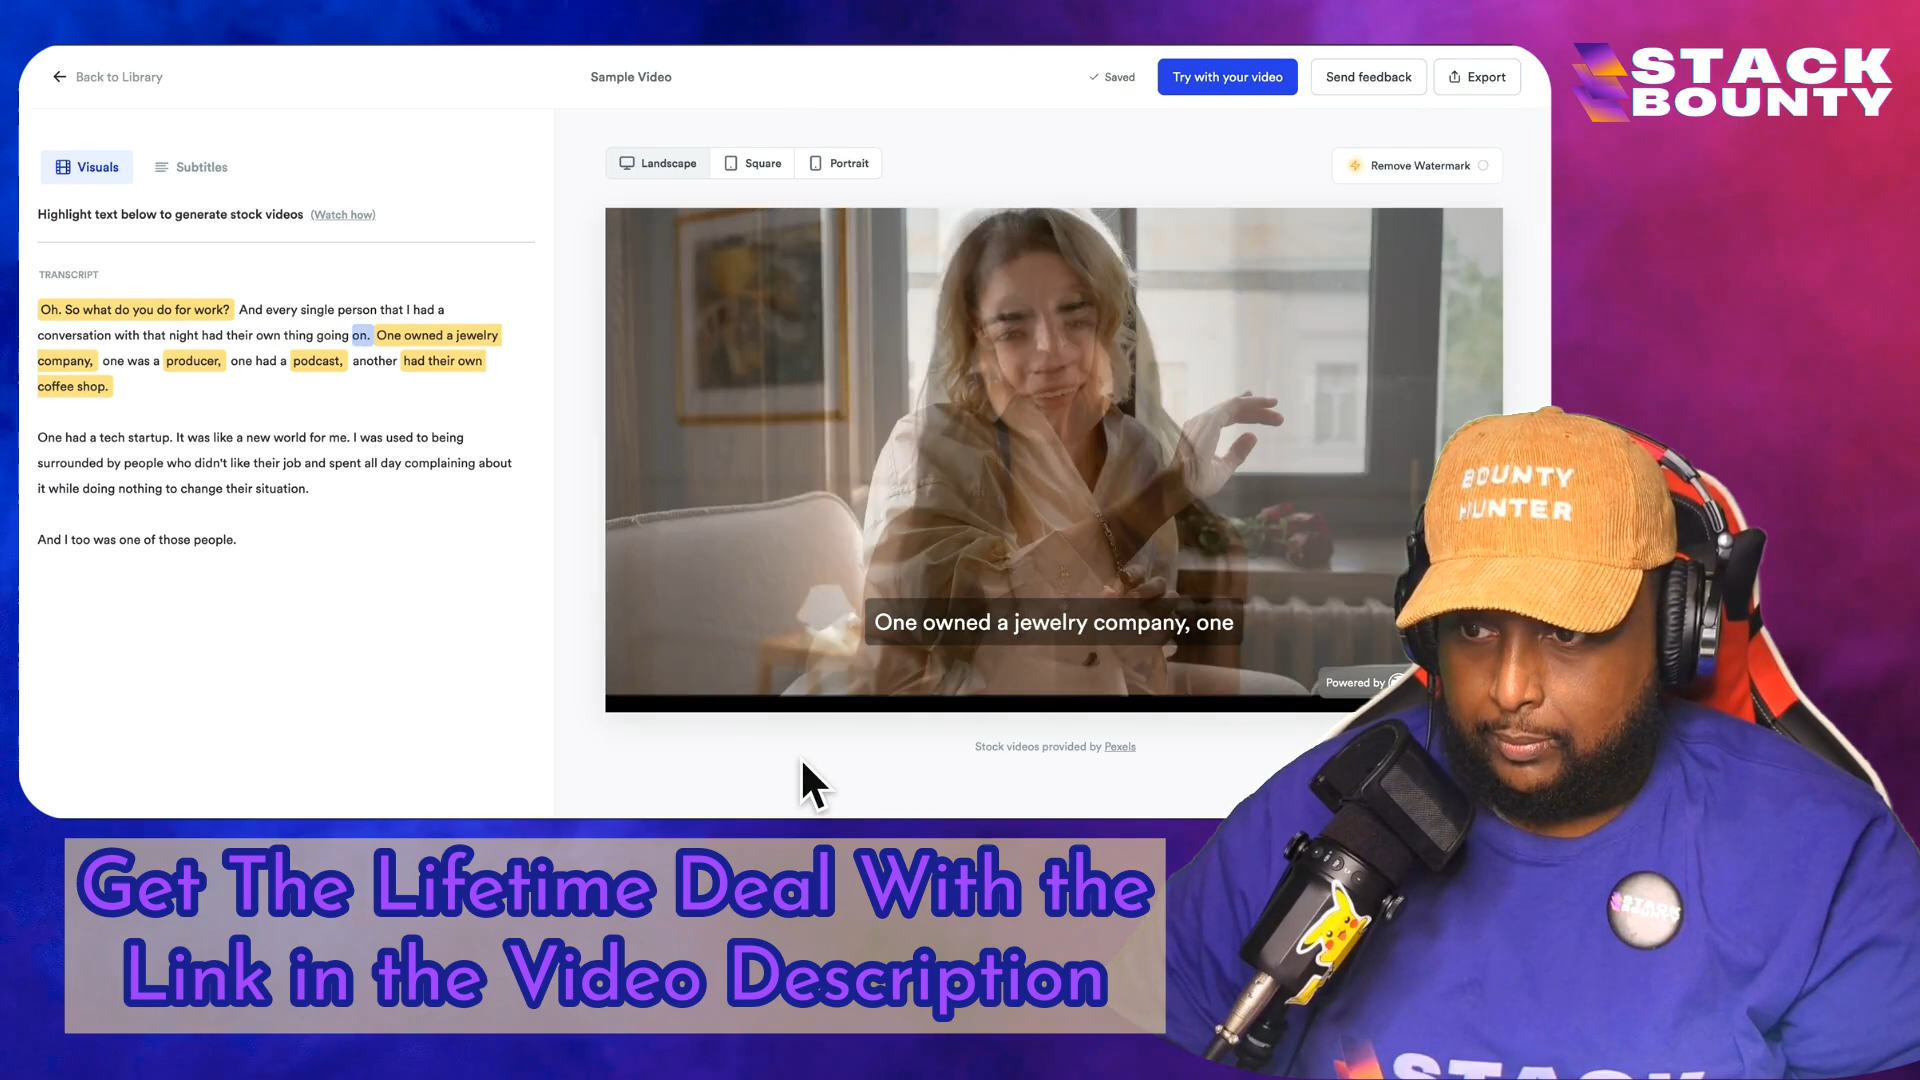 Back to Library
Sample Video
Saved
Try with your video
Send feedback
Export
STACK
BOUNTY
Visuals
Subtitles
Landscape
Square
Portrait
Remove Watermark
Highlight text below to generate stock videos (Watch how)
TRANSCRIPT
Oh. So what do you do for work? And every single person that I had a
conversation with that night had their own thing going on. One owned a jewelry
company, one was a producer, one had a podcast, another had their own
coffee shop.
One had a tech startup. It was like a new world for me. I was used to being
surrounded by people who didn't like their job and spent all day complaining about
it while doing nothing to change their situation.
And I too was one of those people.
One owned a jewelry company, one
Powered by
Stock videos provided by Pexels
BOUNTY
HUNTER
Get The Lifetime Deal With the
Link in the Video Description
STACK
BOUNTY
STACK